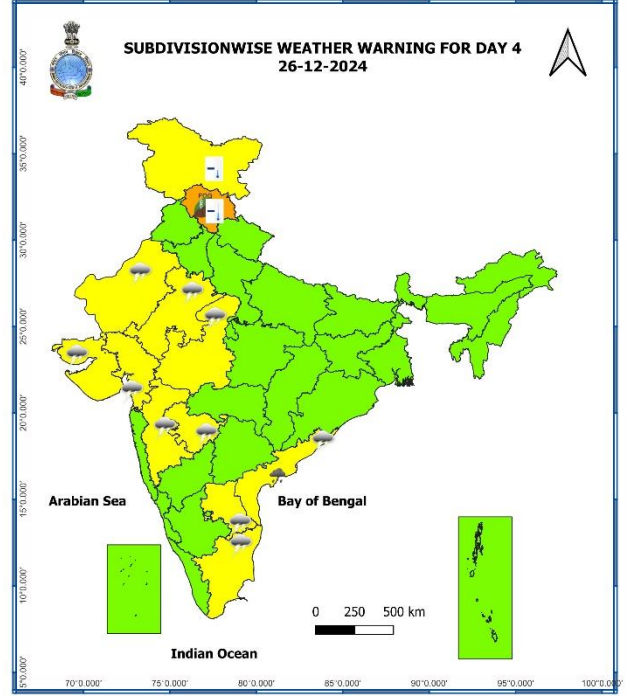 SUBDIVISIONWISE WEATHER WARNING FOR DAY 4
26-12-2024
40°0.000'
35°0.000'
30°0.000'
25°0.000'
20°0.000'
15°0.000'
10°0.000'
5°0.000'
FOG
Arabian Sea
Bay of Bengal
0 250 500 km
Indian Ocean
70°0.000' 75°0.000' 80°0.000' 85°0.000' 90°0.000' 95°0.000' 100°0.000'